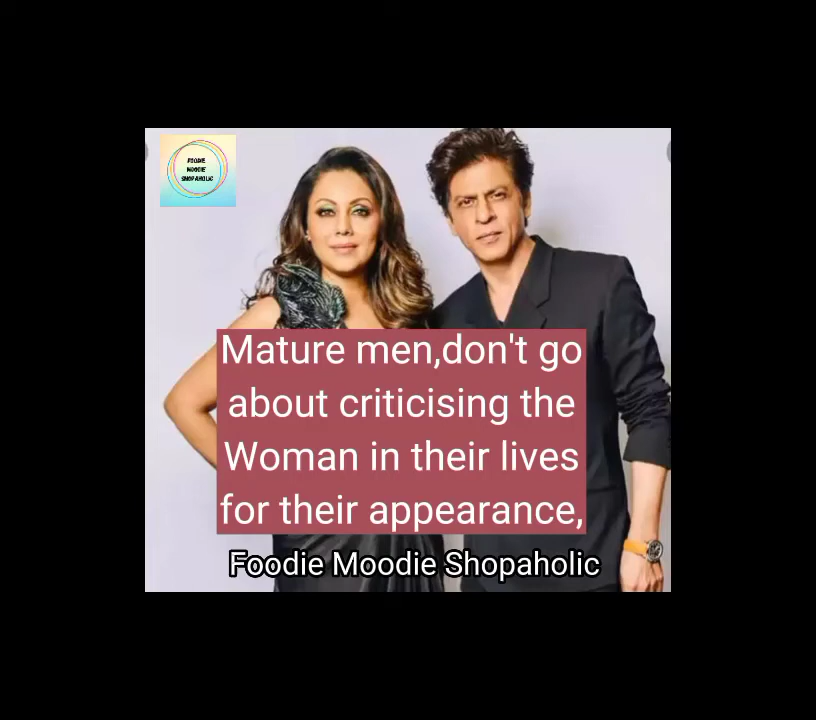 FOODIE
MOODIE
SHOPAHOLIC
Mature men,don't go
about criticising the
Woman in their lives
for their appearance,
Foodie Moodie Shopaholic